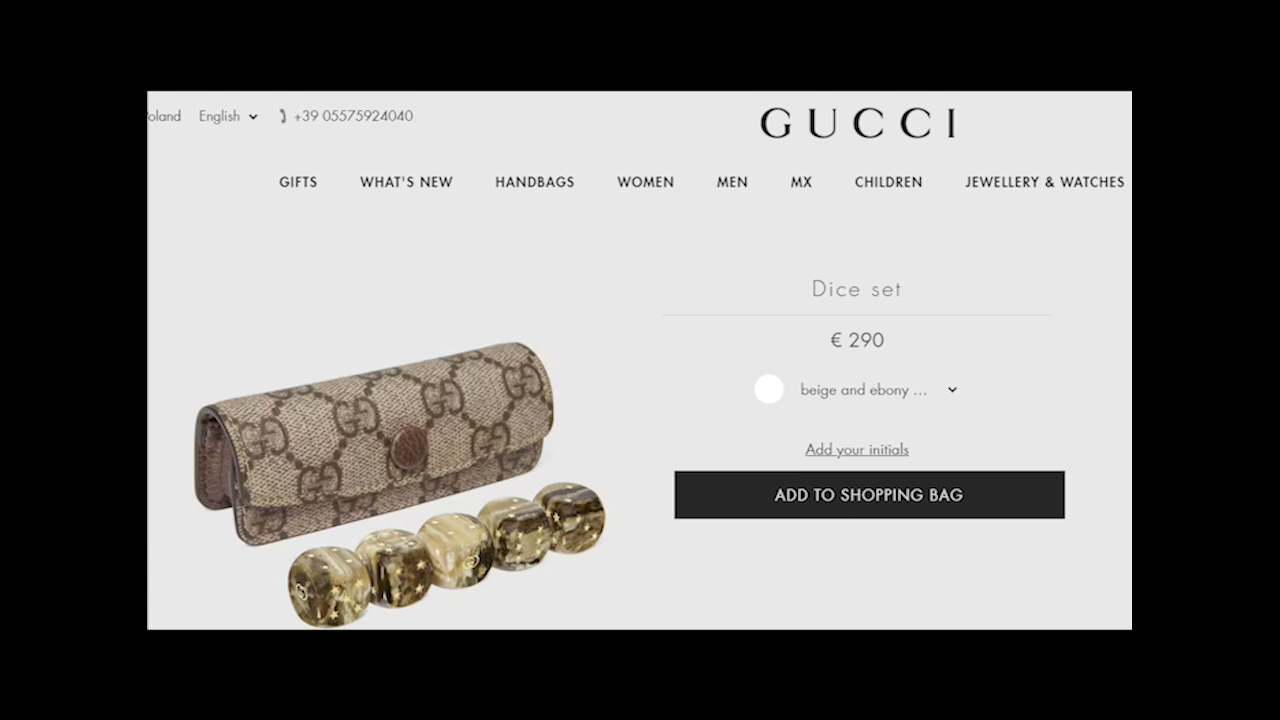 oland English +39 05575924040
GUCCI
GIFTS WHAT'S NEW HANDBAGS WOMEN MEN MX CHILDREN JEWELLERY & WATCHES
Dice set
€ 290
beige and ebony ...
Add your initials
ADD TO SHOPPING BAG